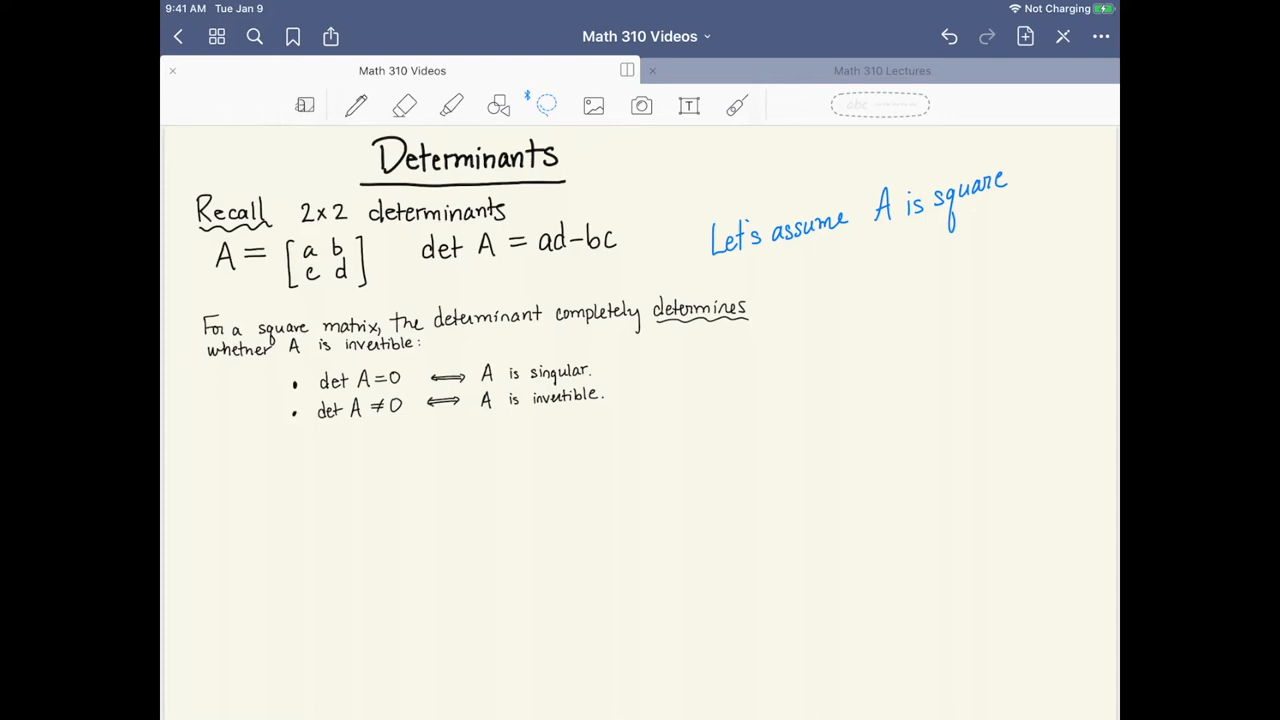 9:41 AM Tue Jan 9
Not Charging
Math 310 Videos
Math 310 Videos
Math 310 Lectures
abc
Determinants
Recall 2×2 determinants
Let's assume A is square
A = [a b
c d] det A = ad-bc
For a square matrix, the determinant completely determines
whether A is invertible:
• det A=0 ⟺ A is singular.
• det A ≠ 0 ⟺ A is invertible.